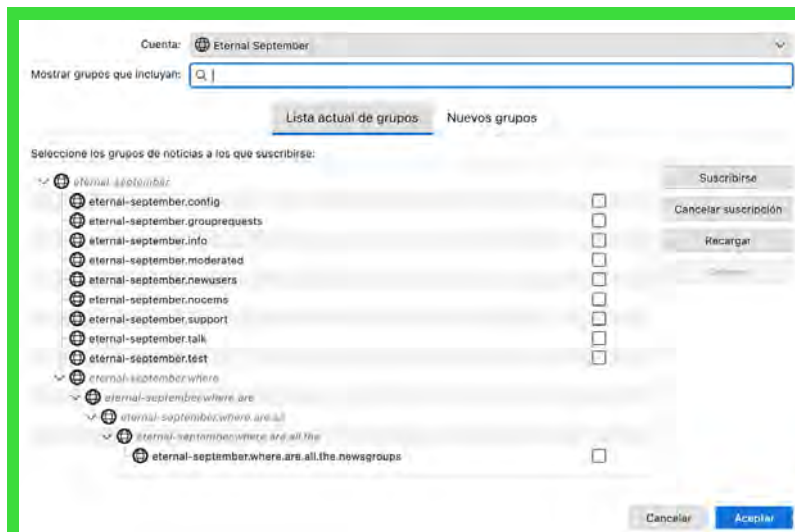 Cuenta: Eternal September
Mostrar grupos que incluyan:
Lista actual de grupos Nuevos grupos
Seleccione los grupos de noticias a los que suscribirse:
eternal-september
Suscribirse
eternal-september.config
Cancelar suscripción
eternal-september.grouprequests
eternal-september.info
Recargar
eternal-september.moderated
eternal-september.newusers
eternal-september.nocems
eternal-september.support
eternal-september.talk
eternal-september.test
eternal-september.where
eternal-september.where.are
eternal-september.where.are.all
eternal-september.where.are.all.the
eternal-september.where.are.all.the.newsgroups
Cancelar Aceptar